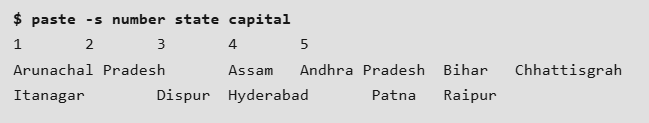 $ paste -s number state capital
1 2 3 4 5
Arunachal Pradesh Assam Andhra Pradesh Bihar Chhattisgrah
Itanagar Dispur Hyderabad Patna Raipur